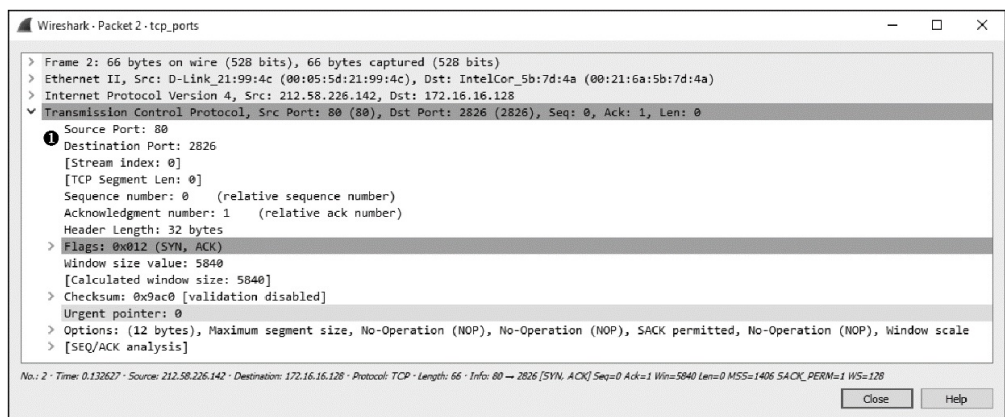 Wireshark · Packet 2 · tcp_ports
> Frame 2: 66 bytes on wire (528 bits), 66 bytes captured (528 bits)
> Ethernet II, Src: D-Link_21:99:4c (00:05:5d:21:99:4c), Dst: IntelCor_5b:7d:4a (00:21:6a:5b:7d:4a)
> Internet Protocol Version 4, Src: 212.58.226.142, Dst: 172.16.16.128
Transmission Control Protocol, Src Port: 80 (80), Dst Port: 2826 (2826), Seq: 0, Ack: 1, Len: 0
Source Port: 80
❶ Destination Port: 2826
[Stream index: 0]
[TCP Segment Len: 0]
Sequence number: 0 (relative sequence number)
Acknowledgment number: 1 (relative ack number)
Header Length: 32 bytes
> Flags: 0x012 (SYN, ACK)
Window size value: 5840
[Calculated window size: 5840]
> Checksum: 0x9ac0 [validation disabled]
Urgent pointer: 0
> Options: (12 bytes), Maximum segment size, No-Operation (NOP), No-Operation (NOP), SACK permitted, No-Operation (NOP), Window scale
> [SEQ/ACK analysis]
No.: 2 · Time: 0.132627 · Source: 212.58.226.142 · Destination: 172.16.16.128 · Protocol: TCP · Length: 66 · Info: 80 → 2826 [SYN, ACK] Seq=0 Ack=1 Win=5840 Len=0 MSS=1406 SACK_PERM=1 WS=128
Close Help